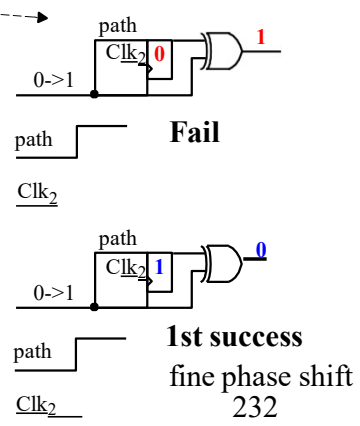 path
Clk2 0 1
0->1
path
Fail
Clk2
path
Clk2 1 0
0->1
1st success
path
fine phase shift
Clk2 232